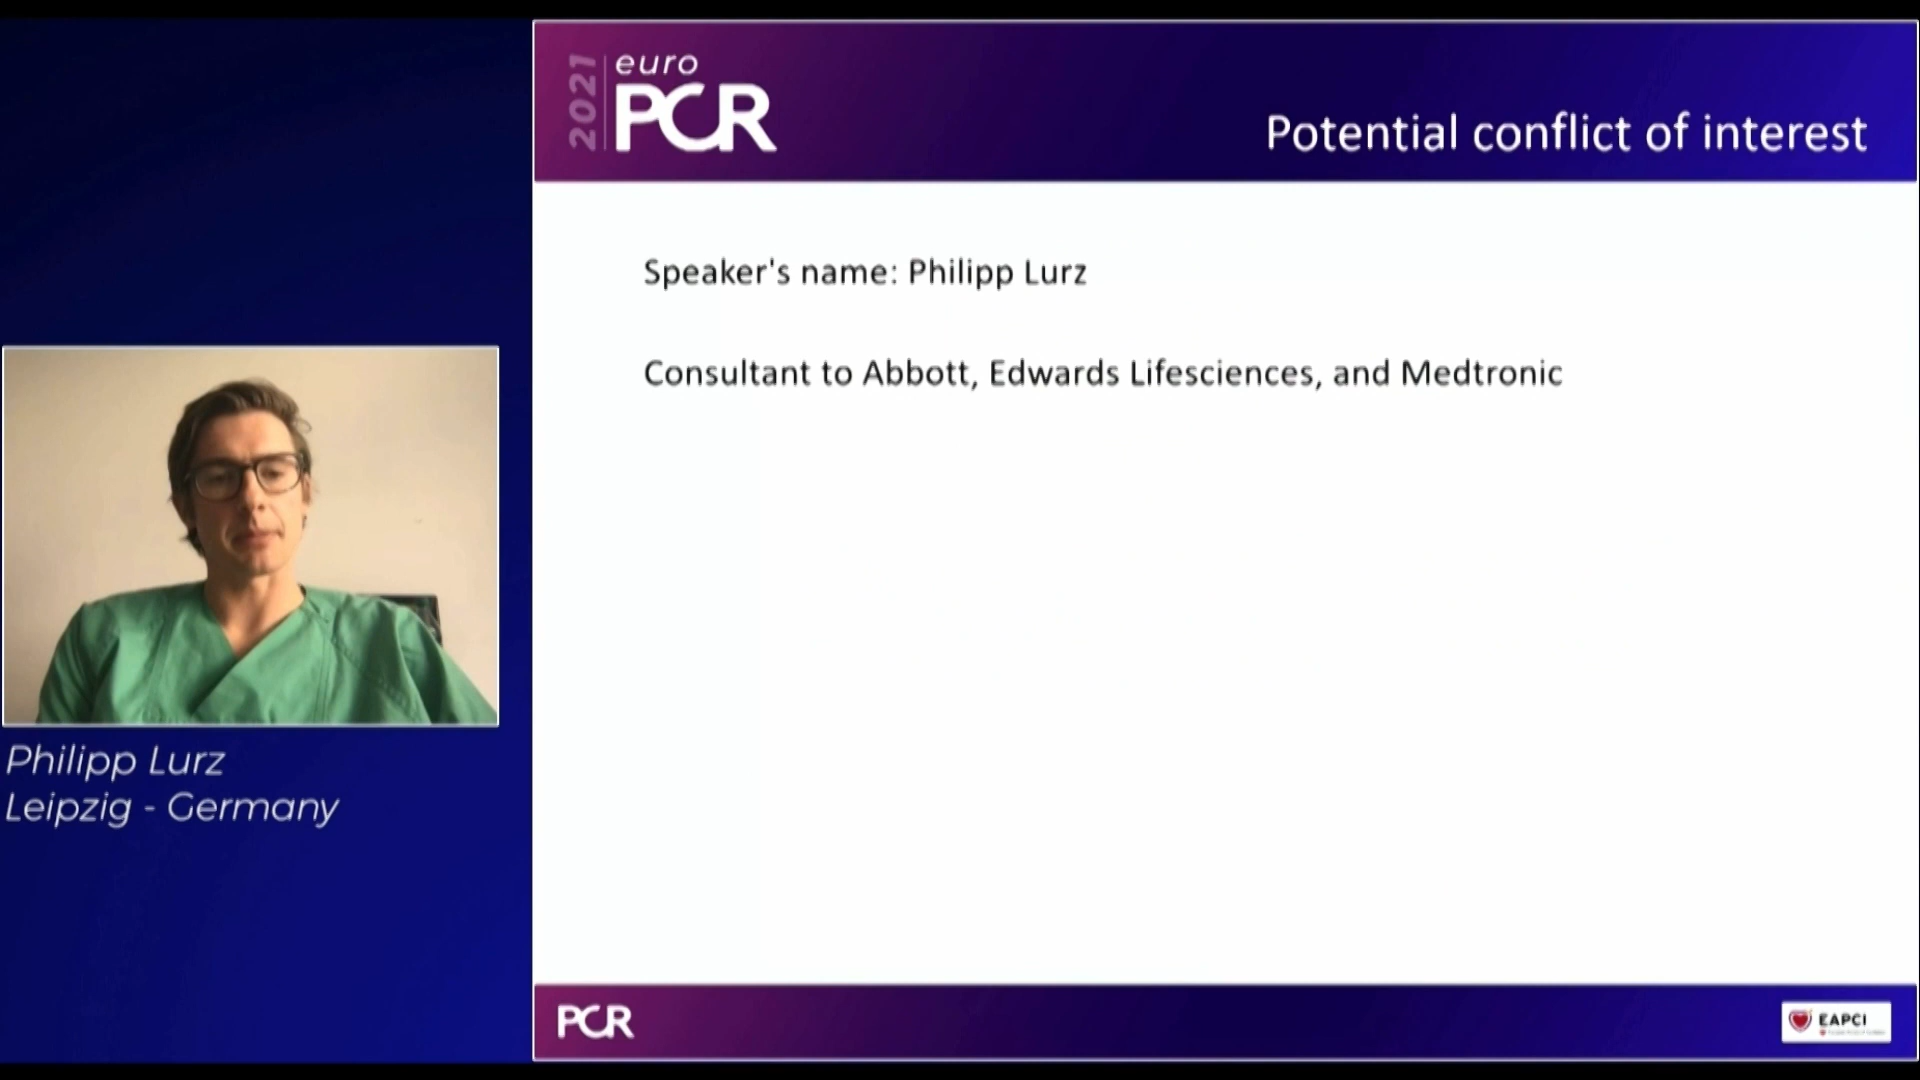 2021
euro
PCR
Potential conflict of interest
Speaker's name: Philipp Lurz
Consultant to Abbott, Edwards Lifesciences, and Medtronic
Philipp Lurz
Leipzig - Germany
PCR
EAPCI